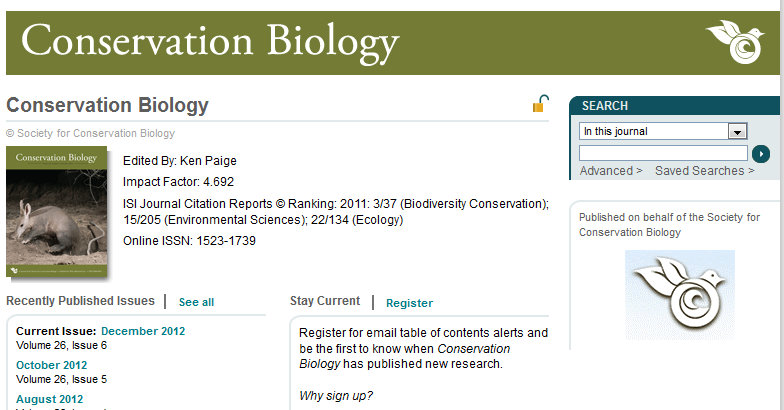 Conservation Biology
Conservation Biology
© Society for Conservation Biology
Conservation Biology
Edited By: Ken Paige
Impact Factor: 4.692
ISI Journal Citation Reports © Ranking: 2011: 3/37 (Biodiversity Conservation);
15/205 (Environmental Sciences); 22/134 (Ecology)
Online ISSN: 1523-1739
SEARCH
In this journal
Advanced > Saved Searches >
Published on behalf of the Society for
Conservation Biology
Recently Published Issues | See all
Current Issue: December 2012
Volume 26, Issue 6
October 2012
Volume 26, Issue 5
August 2012
Stay Current | Register
Register for email table of contents alerts and
be the first to know when Conservation
Biology has published new research.
Why sign up?